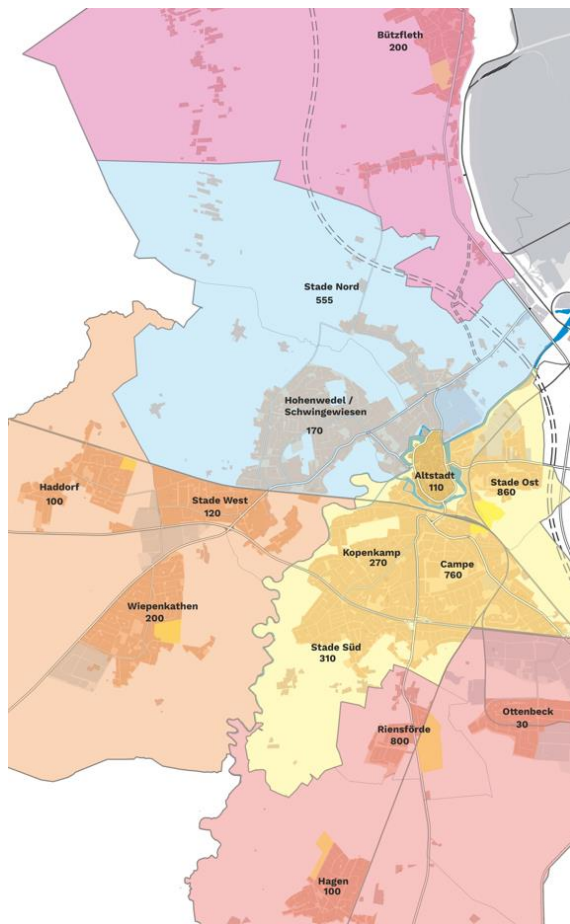 Bützfleth
200
Stade Nord
555
Hohenwedel /
Schwingewiesen
170
Altstadt
110
Stade Ost
860
Haddorf
100
Stade West
120
Kopenkamp
270
Campe
760
Wiepenkathen
200
Stade Süd
310
Riensförde
800
Ottenbeck
30
Hagen
100